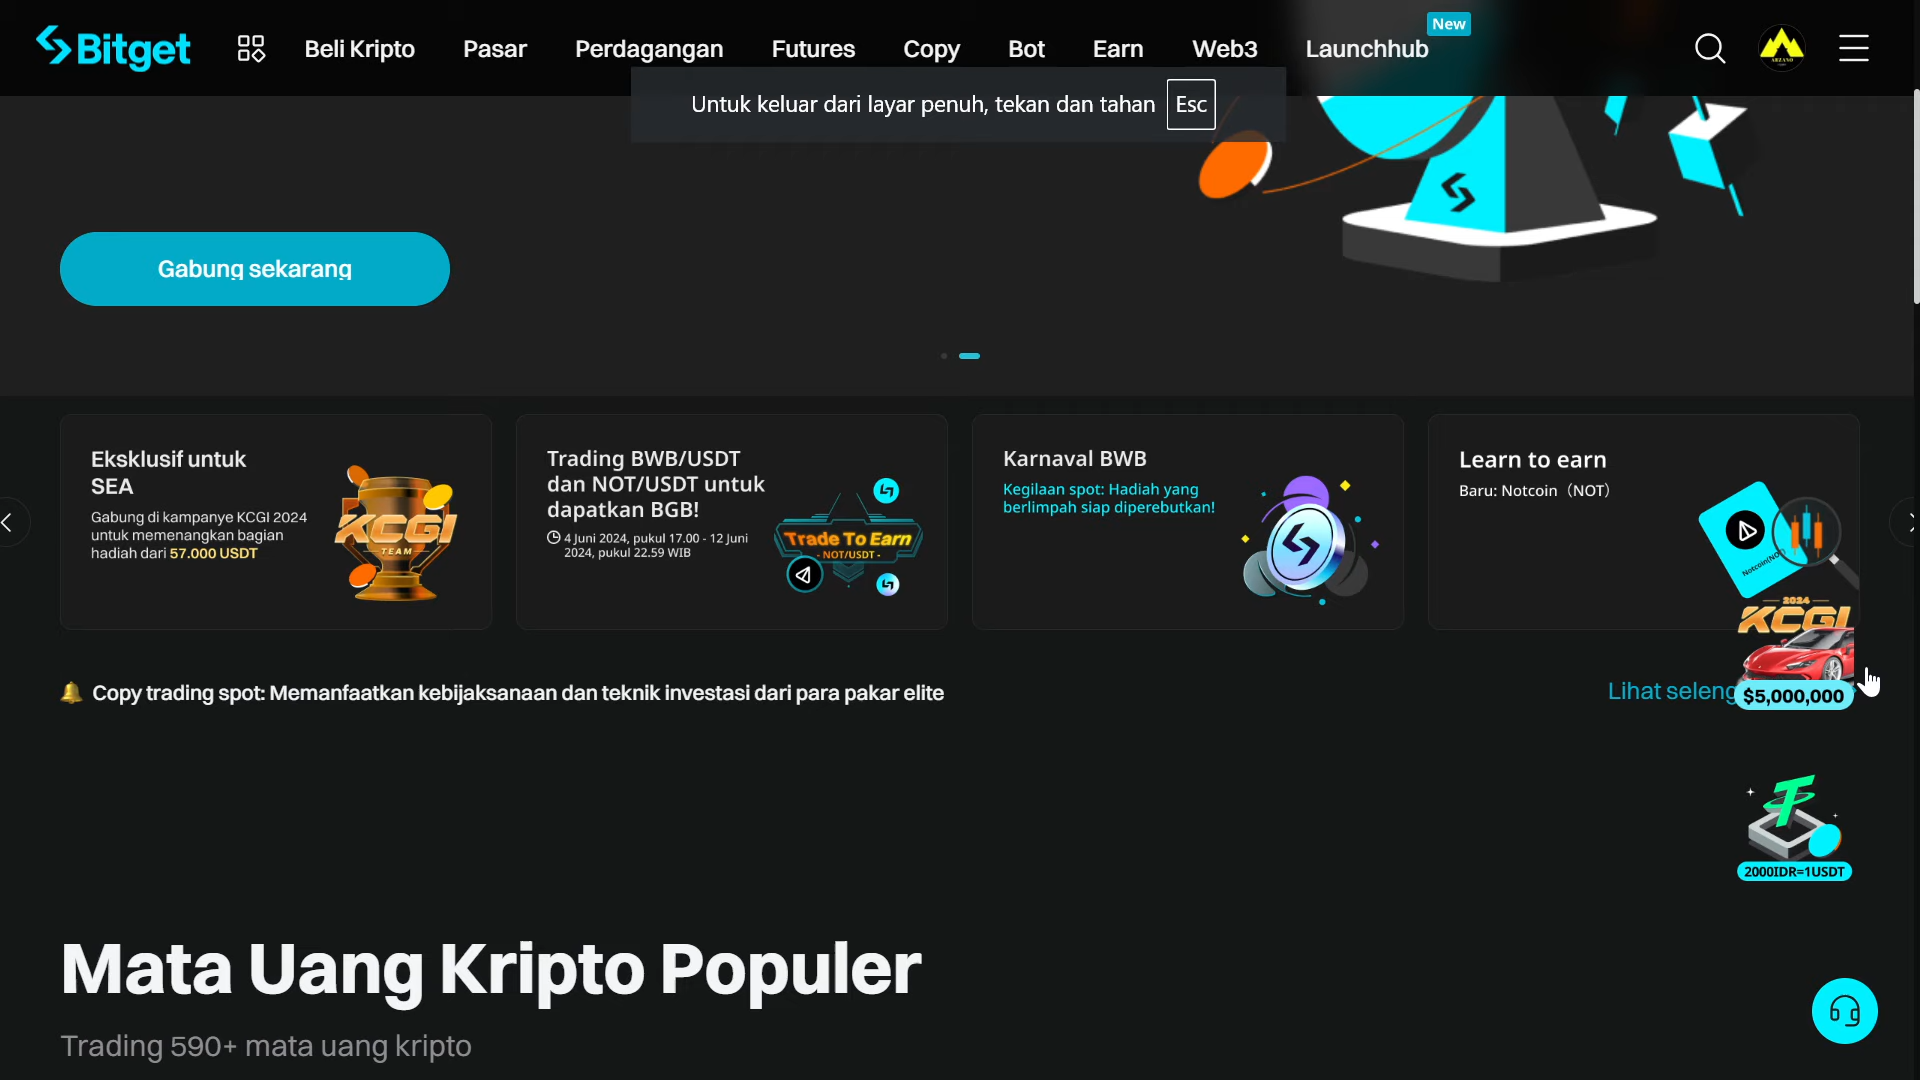 Bitget
Beli Kripto
Pasar
Perdagangan
Futures
Copy
Bot
Earn
Web3
Launchhub
New
ARZANO
Untuk keluar dari layar penuh, tekan dan tahan Esc
Gabung sekarang
Eksklusif untuk
SEA
Gabung di kampanye KCGI 2024
untuk memenangkan bagian
hadiah dari 57.000 USDT
KCGI
TEAM
Trading BWB/USDT
dan NOT/USDT untuk
dapatkan BGB!
4 Juni 2024, pukul 17.00 - 12 Juni
2024, pukul 22.59 WIB
Trade To Earn
- NOT/USDT -
Karnaval BWB
Kegilaan spot: Hadiah yang
berlimpah siap diperebutkan!
Learn to earn
Baru: Notcoin（NOT）
2024
KCGI
$5,000,000
Copy trading spot: Memanfaatkan kebijaksanaan dan teknik investasi dari para pakar elite
Lihat seleng
2000IDR=1USDT
Mata Uang Kripto Populer
Trading 590+ mata uang kripto